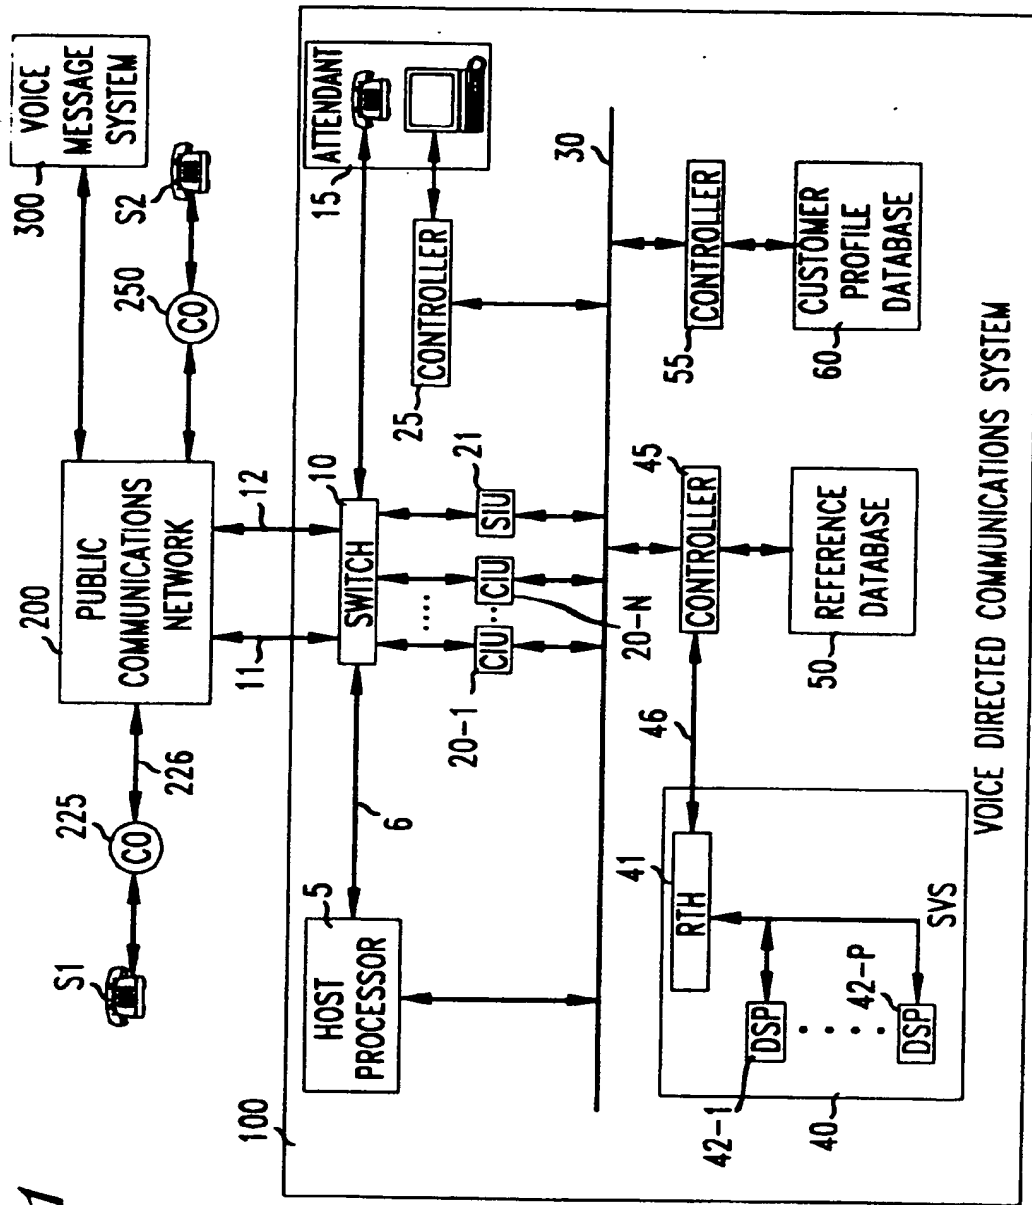 1
S1
225
CO
226
200
PUBLIC
COMMUNICATIONS
NETWORK
300
VOICE
MESSAGE
SYSTEM
S2
250
CO
11
12
100
HOST
PROCESSOR
5
6
10
SWITCH
15
ATTENDANT
20-1
CIU
CIU
20-N
SIU
21
25
CONTROLLER
30
41
RTH
46
CONTROLLER
45
55
CONTROLLER
42-1
DSP
42-P
DSP
SVS
40
50
REFERENCE
DATABASE
60
CUSTOMER
PROFILE
DATABASE
VOICE DIRECTED COMMUNICATIONS SYSTEM